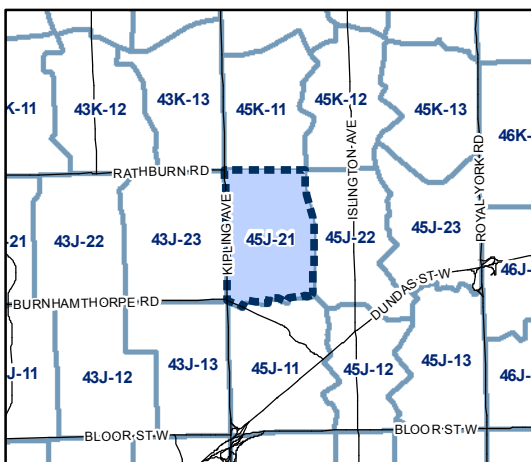 K-11
43K-12
43K-13
45K-11
45K-12
45K-13
46K-
RATHBURN RD
KIPLING AVE
ISLINGTON AVE
ROYAL YORK RD
-21
43J-22
43J-23
45J-21
45J-22
45J-23
46J-
DUNDAS ST W
BURNHAMTHORPE RD
J-11
43J-12
43J-13
45J-11
45J-12
45J-13
46J-
BLOOR ST W
BLOOR ST W